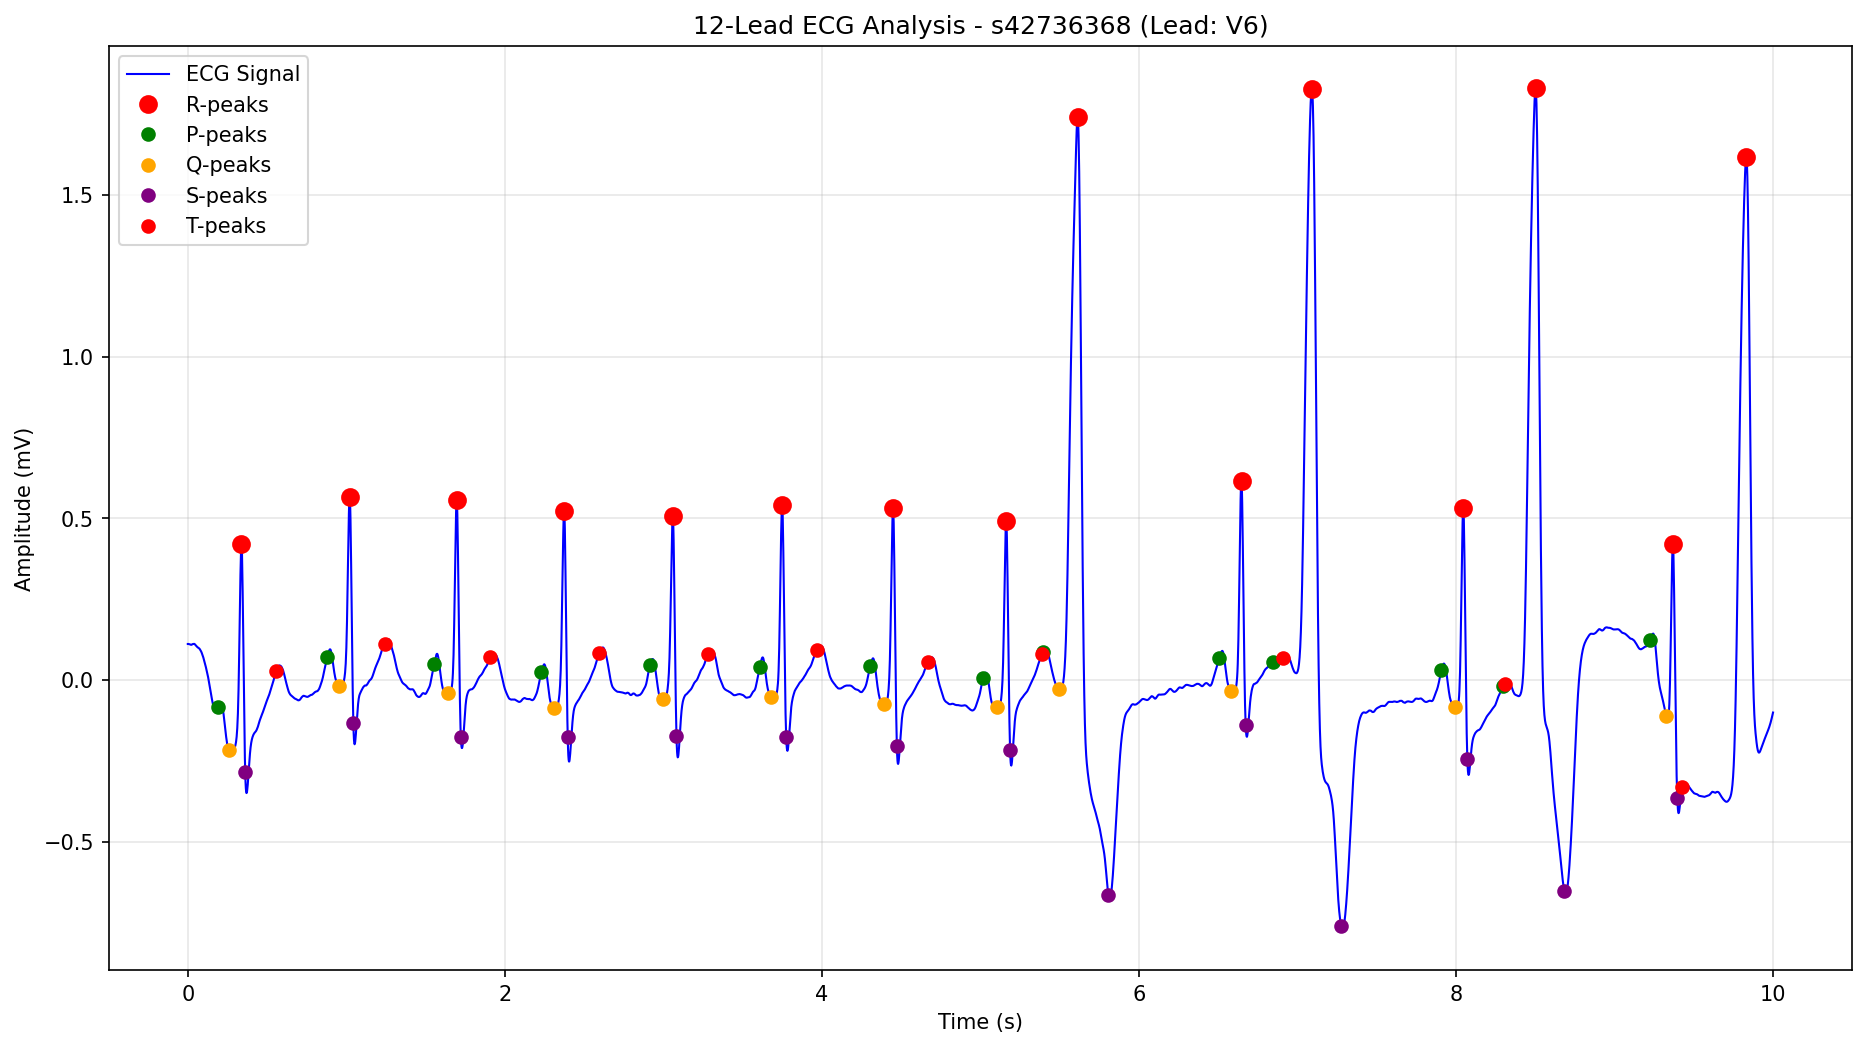 12-Lead ECG Analysis - s42736368 (Lead: V6)
ECG Signal
R-peaks
P-peaks
Q-peaks
S-peaks
T-peaks
Amplitude (mV)
1.5
1.0
0.5
0.0
−0.5
0 2 4 6 8 10
Time (s)